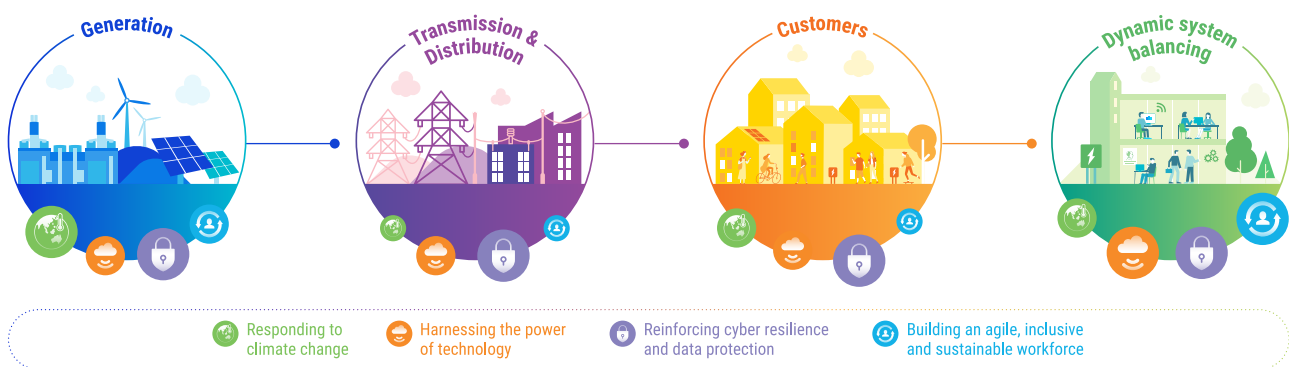 Generation
Transmission &
Distribution
Customers
Dynamic system
balancing
Responding to
climate change
Harnessing the power
of technology
Reinforcing cyber resilience
and data protection
Building an agile, inclusive
and sustainable workforce